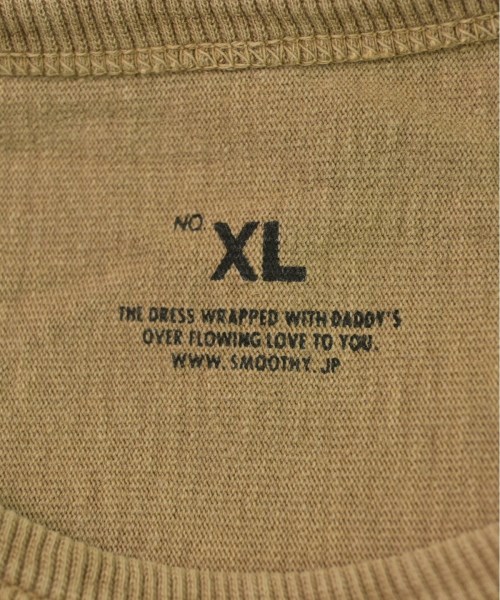 NO. XL
THE DRESS WRAPPED WITH DADDY'S
OVER FLOWING LOVE TO YOU.
WWW.SMOOTHY.JP